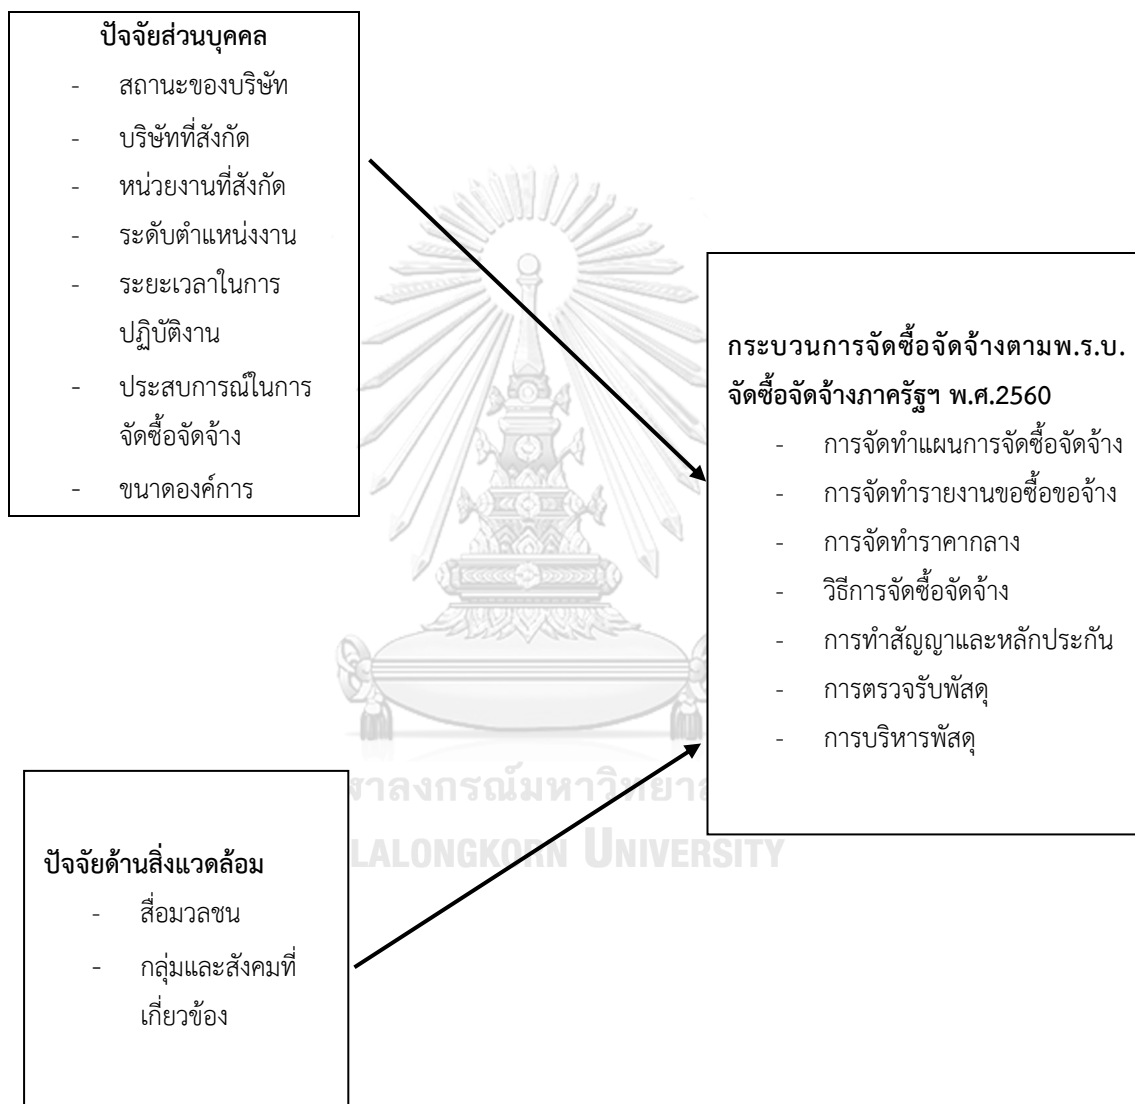 ปัจจัยส่วนบุคคล
- สถานะของบริษัท
- บริษัทที่สังกัด
- หน่วยงานที่สังกัด
- ระดับตำแหน่งงาน
- ระยะเวลาในการ
ปฏิบัติงาน
- ประสบการณ์ในการ
จัดซื้อจัดจ้าง
- ขนาดองค์การ
กระบวนการจัดซื้อจัดจ้างตามพ.ร.บ.
จัดซื้อจัดจ้างภาครัฐฯ พ.ศ.2560
- การจัดทำแผนการจัดซื้อจัดจ้าง
- การจัดทำรายงานขอซื้อขอจ้าง
- การจัดทำราคากลาง
- วิธีการจัดซื้อจัดจ้าง
- การทำสัญญาและหลักประกัน
- การตรวจรับพัสดุ
- การบริหารพัสดุ
ปัจจัยด้านสิ่งแวดล้อม
- สื่อมวลชน
- กลุ่มและสังคมที่
เกี่ยวข้อง
ฬาลงกรณ์มหาวิทยา
LALONGKORN UNIVERSITY